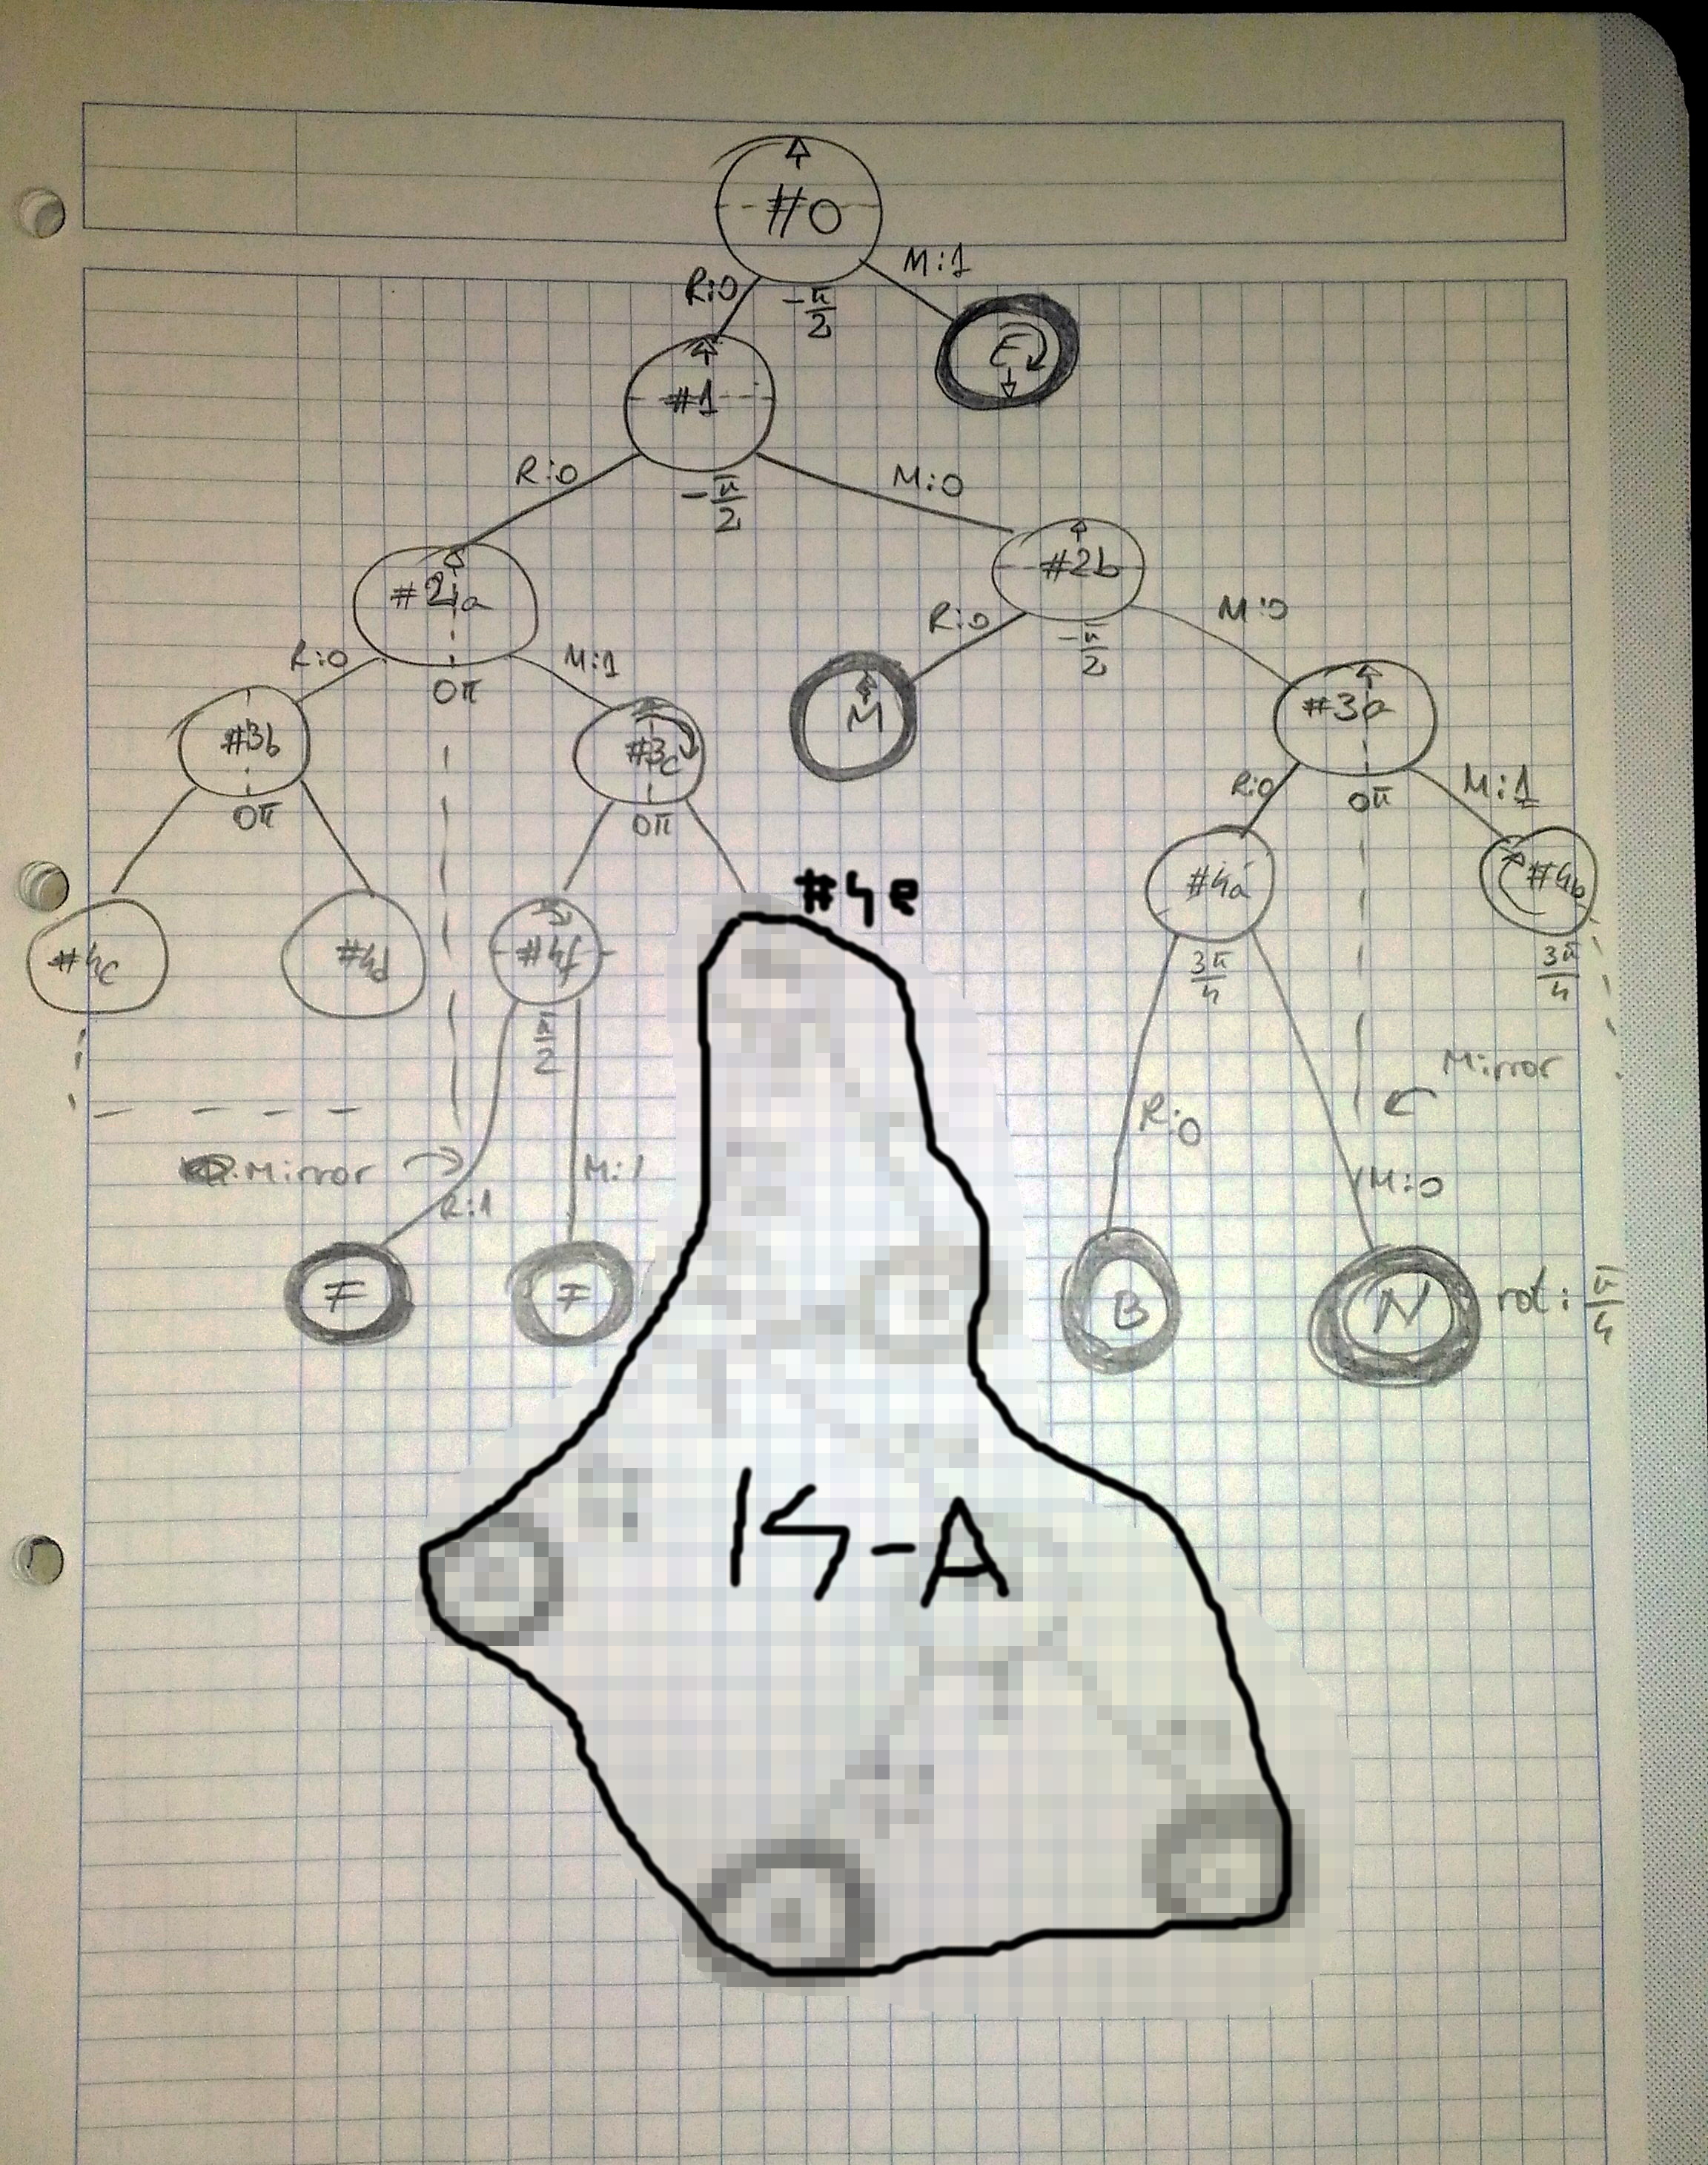 #0
M:1
R:0
-π/2
E
#1
R:0
M:0
-π/2
#2a
#2b
R:0
M:0
-π/2
R:0
M:1
0π
M
#3a
#3b
#3c
R:0
M:1
0π
0π
0π
#4e
#4a
#4b
#4c
#4d
#4f
3π/4
3π/4
π/2
Mirror
R:0
Mirror
M:1
M:0
R:1
F
F
B
N
rot: π/4
IS-A